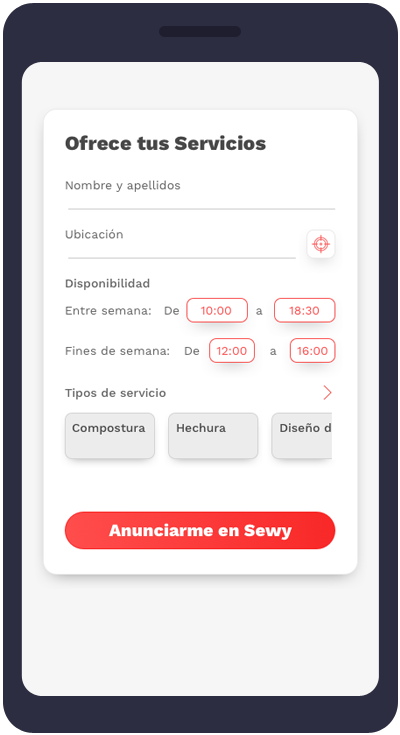 Ofrece tus Servicios
Nombre y apellidos
Ubicación
Disponibilidad
Entre semana: De 10:00 a 18:30
Fines de semana: De 12:00 a 16:00
Tipos de servicio
Compostura Hechura Diseño d
Anunciarme en Sewy